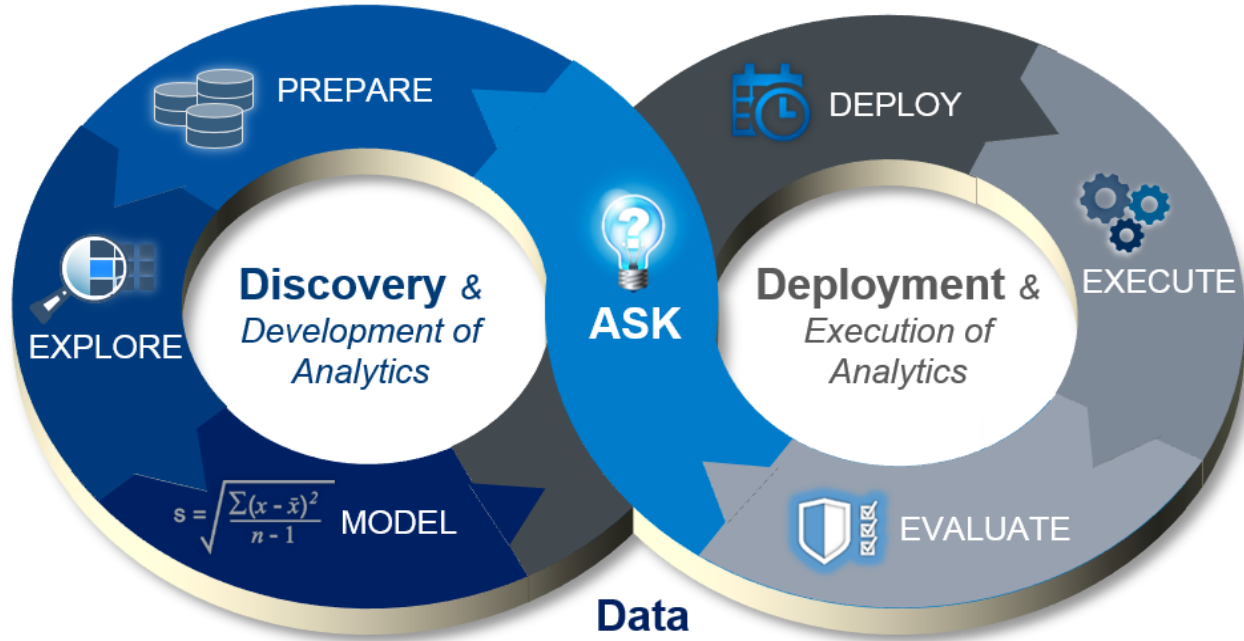 PREPARE
EXPLORE
s = √(Σ(x - x̄)² / (n - 1))
MODEL
Discovery &
Development of
Analytics
?
ASK
DEPLOY
EXECUTE
EVALUATE
Deployment &
Execution of
Analytics
Data